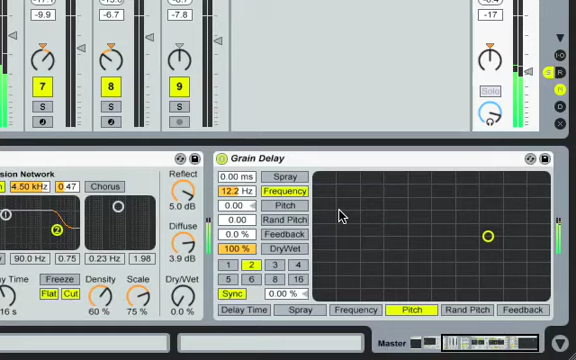 -9.9 -6.7 -7.8 -17
7 8 9
S S S Solo
S R
D
X
Grain Delay
0.00 ms Spray
12.2 Hz Frequency
0.00 Pitch
0.00 Rand Pitch
0.0 % Feedback
100 % DryWet
1 2 3 4
5 6 8 16
Sync 0.00 %
Delay Time Spray Frequency Pitch Rand Pitch Feedback
sion Network
4.50 kHz 0.47 Chorus
Reflect
5.0 dB
1
2
Diffuse
3.9 dB
90.0 Hz 0.75 0.23 Hz 1.98
y Time Freeze Density Scale Dry/Wet
Flat Cut
16 s 60 % 75 % 0.0 %
Master